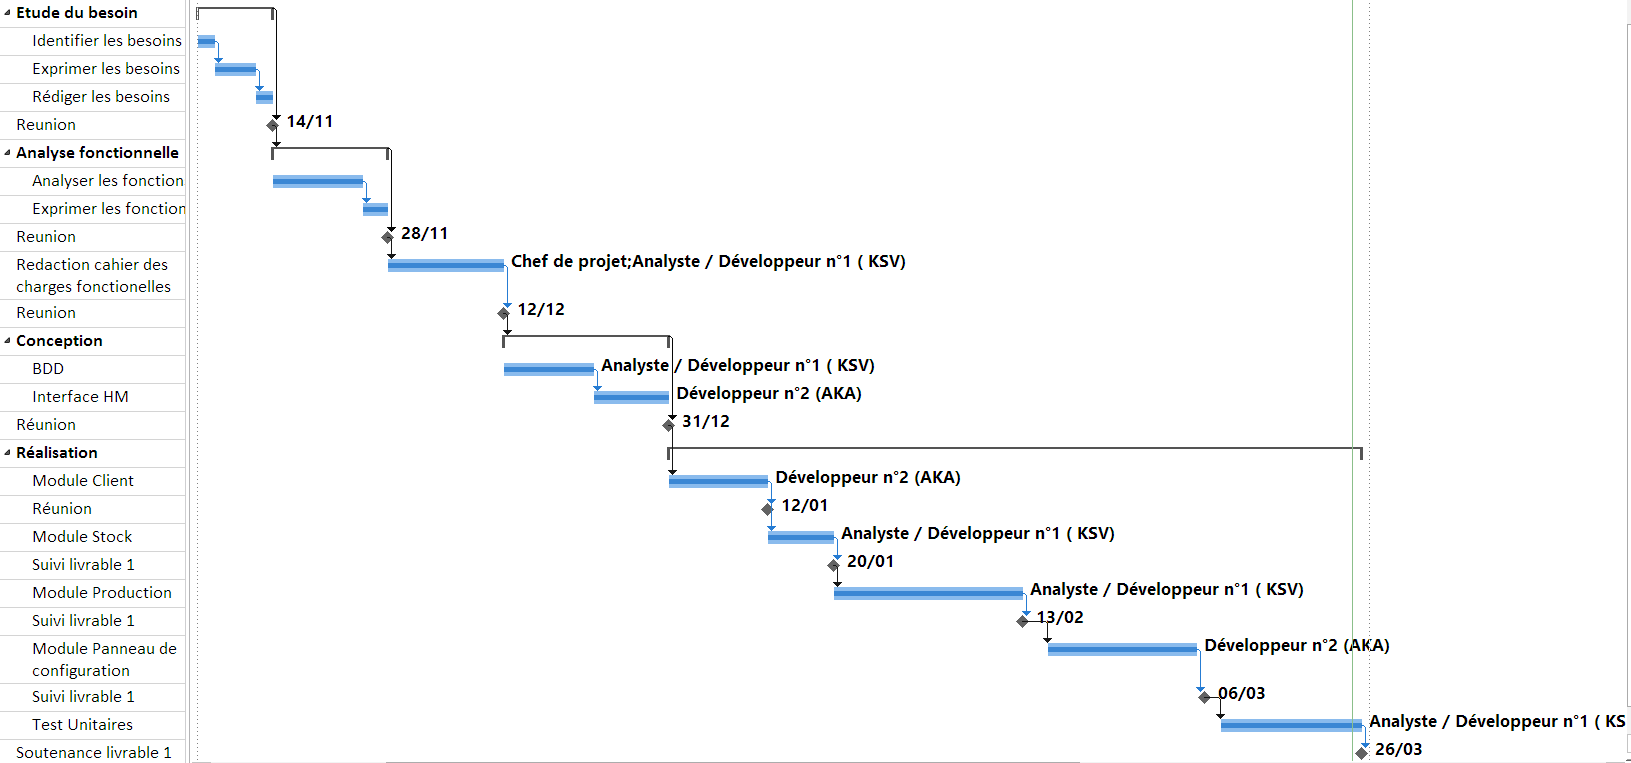 Etude du besoin
Identifier les besoins
Exprimer les besoins
Rédiger les besoins
Reunion
14/11
Analyse fonctionnelle
Analyser les fonction
Exprimer les fonction
Reunion
28/11
Redaction cahier des
charges fonctionelles
Chef de projet;Analyste / Développeur n°1 ( KSV)
Reunion
12/12
Conception
BDD
Analyste / Développeur n°1 ( KSV)
Interface HM
Développeur n°2 (AKA)
Réunion
31/12
Réalisation
Module Client
Développeur n°2 (AKA)
Réunion
12/01
Module Stock
Analyste / Développeur n°1 ( KSV)
Suivi livrable 1
20/01
Module Production
Analyste / Développeur n°1 ( KSV)
Suivi livrable 1
13/02
Module Panneau de
configuration
Développeur n°2 (AKA)
Suivi livrable 1
06/03
Test Unitaires
Analyste / Développeur n°1 ( KS
Soutenance livrable 1
26/03